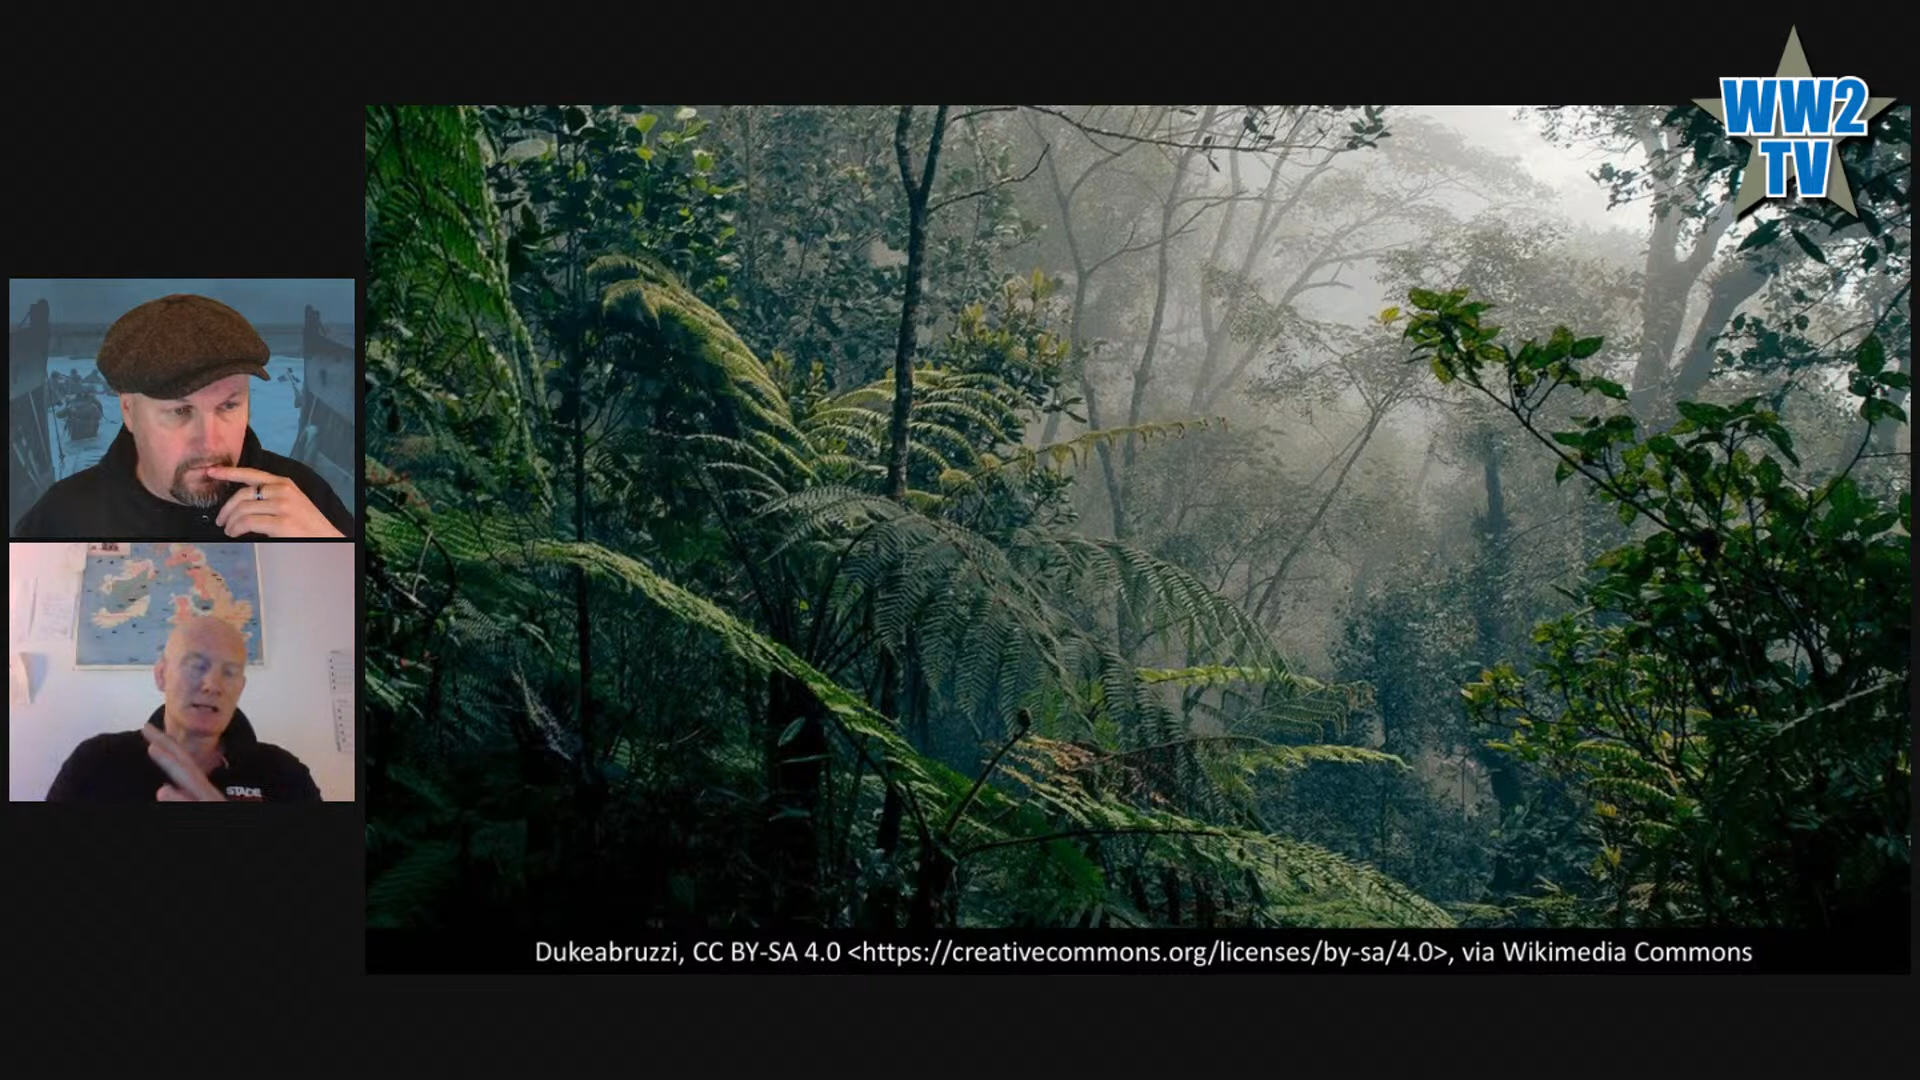 WW2
TV
STADE
Dukeabruzzi, CC BY-SA 4.0 <https://creativecommons.org/licenses/by-sa/4.0>, via Wikimedia Commons